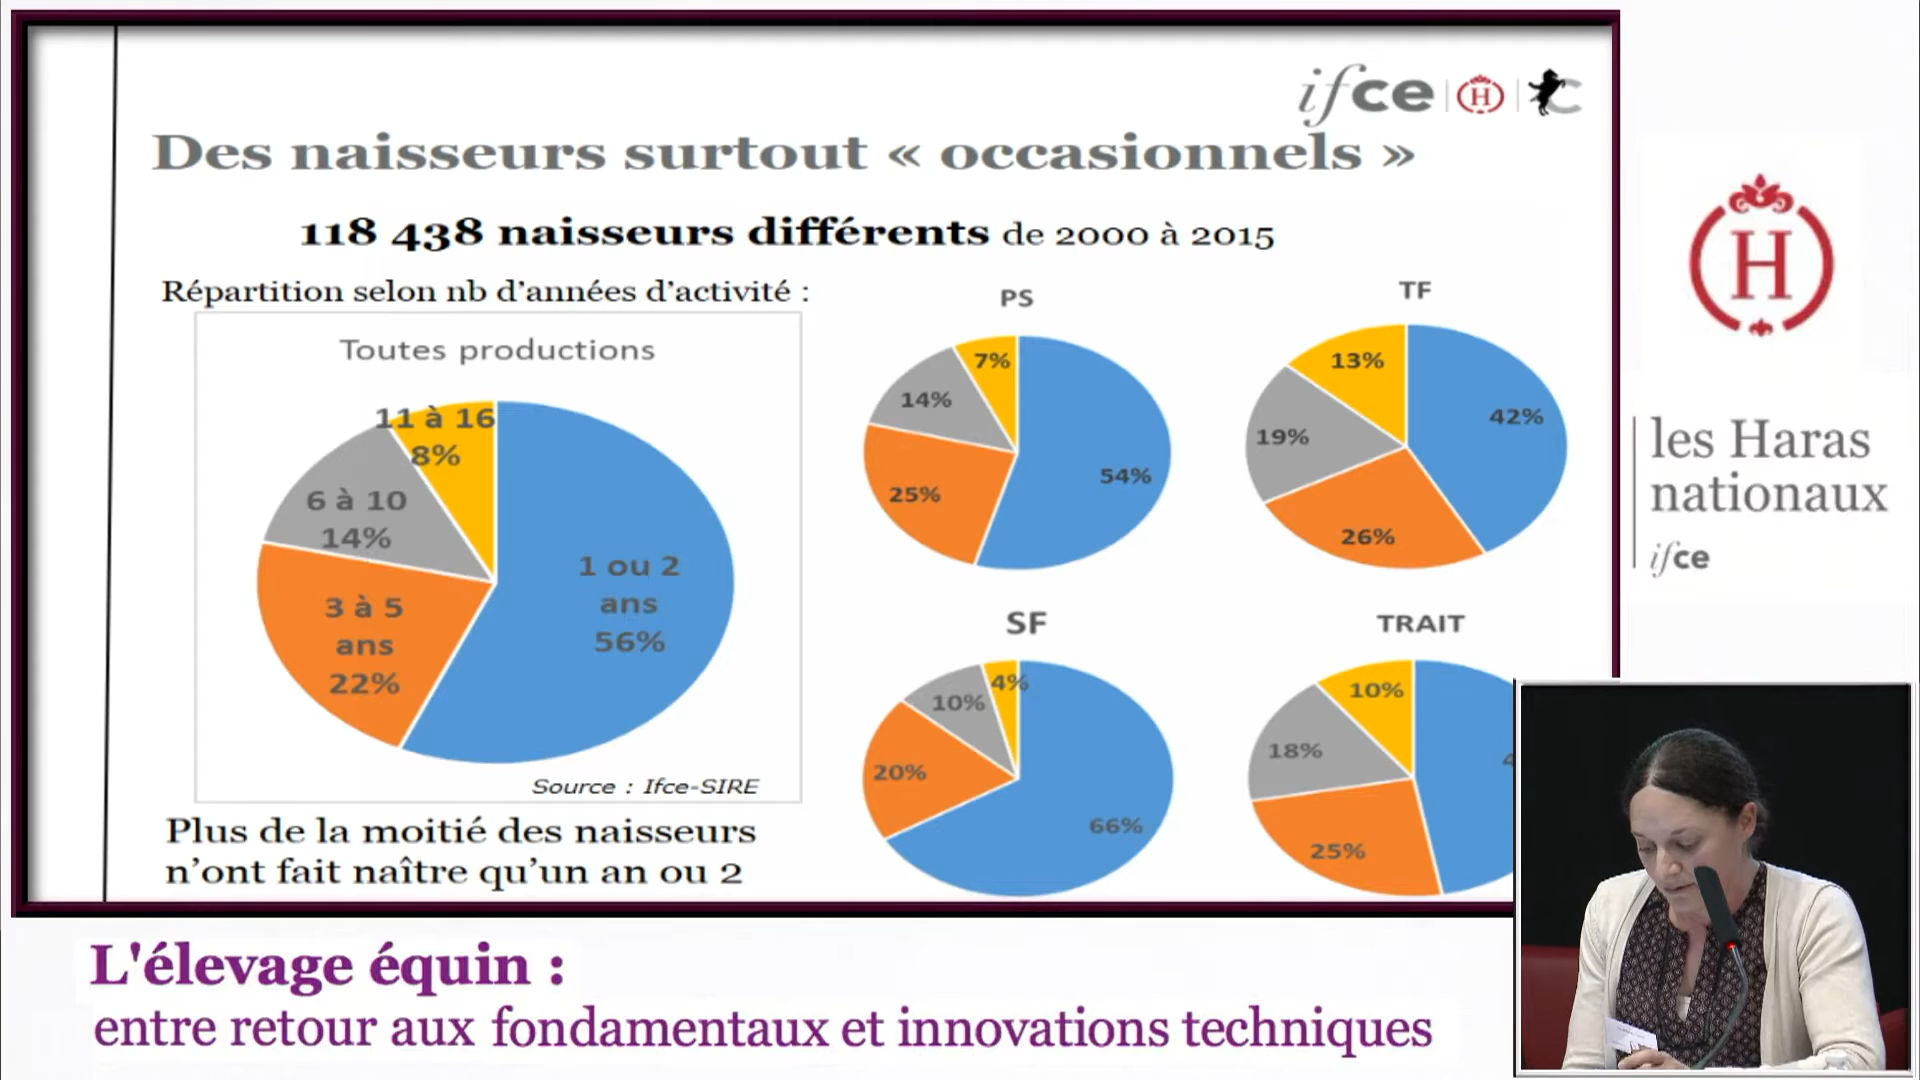 ifce
H
Des naisseurs surtout « occasionnels »
118 438 naisseurs différents de 2000 à 2015
Répartition selon nb d'années d'activité :
Toutes productions
11 à 16
8%
6 à 10
14%
3 à 5
ans
22%
1 ou 2
ans
56%
Source : Ifce-SIRE
Plus de la moitié des naisseurs
n'ont fait naître qu'un an ou 2
PS
7%
14%
25%
54%
TF
13%
19%
26%
42%
SF
4%
10%
20%
66%
TRAIT
10%
18%
25%
H
les Haras
nationaux
ifce
L'élevage équin :
entre retour aux fondamentaux et innovations techniques